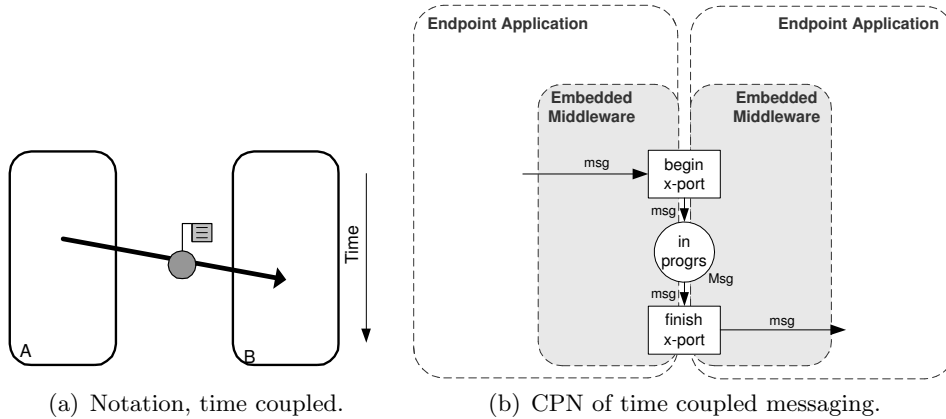 A
B
Time
(a) Notation, time coupled.
Endpoint Application
Endpoint Application
Embedded
Middleware
Embedded
Middleware
msg
begin
x-port
msg
in
progrs
Msg
msg
finish
x-port
msg
(b) CPN of time coupled messaging.